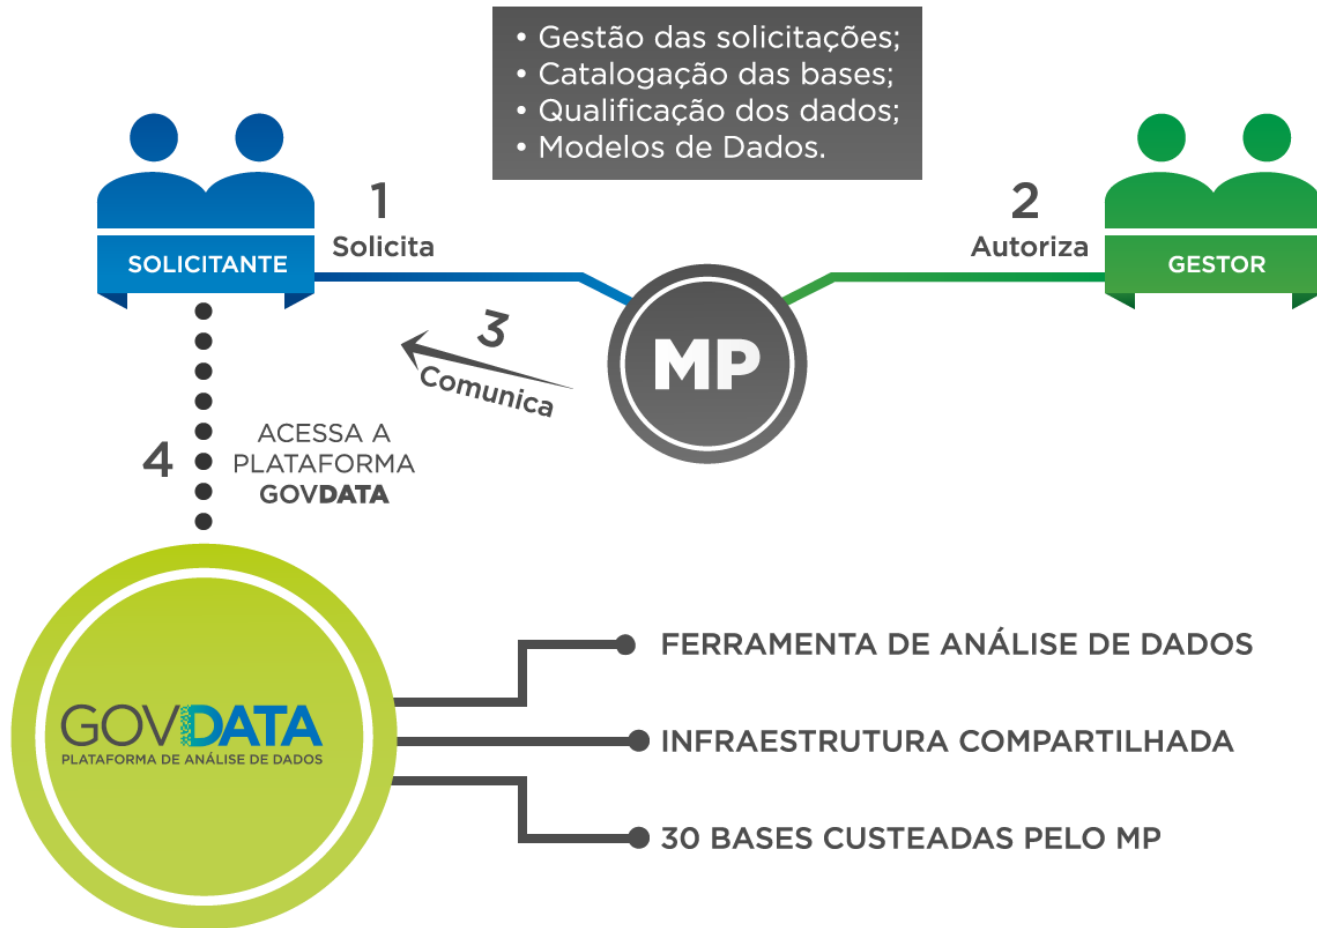 • Gestão das solicitações;
• Catalogação das bases;
• Qualificação dos dados;
• Modelos de Dados.
SOLICITANTE
1
Solicita
2
Autoriza
GESTOR
MP
3
Comunica
4
ACESSA A
PLATAFORMA
GOVDATA
GOVDATA
PLATAFORMA DE ANÁLISE DE DADOS
FERRAMENTA DE ANÁLISE DE DADOS
INFRAESTRUTURA COMPARTILHADA
30 BASES CUSTEADAS PELO MP